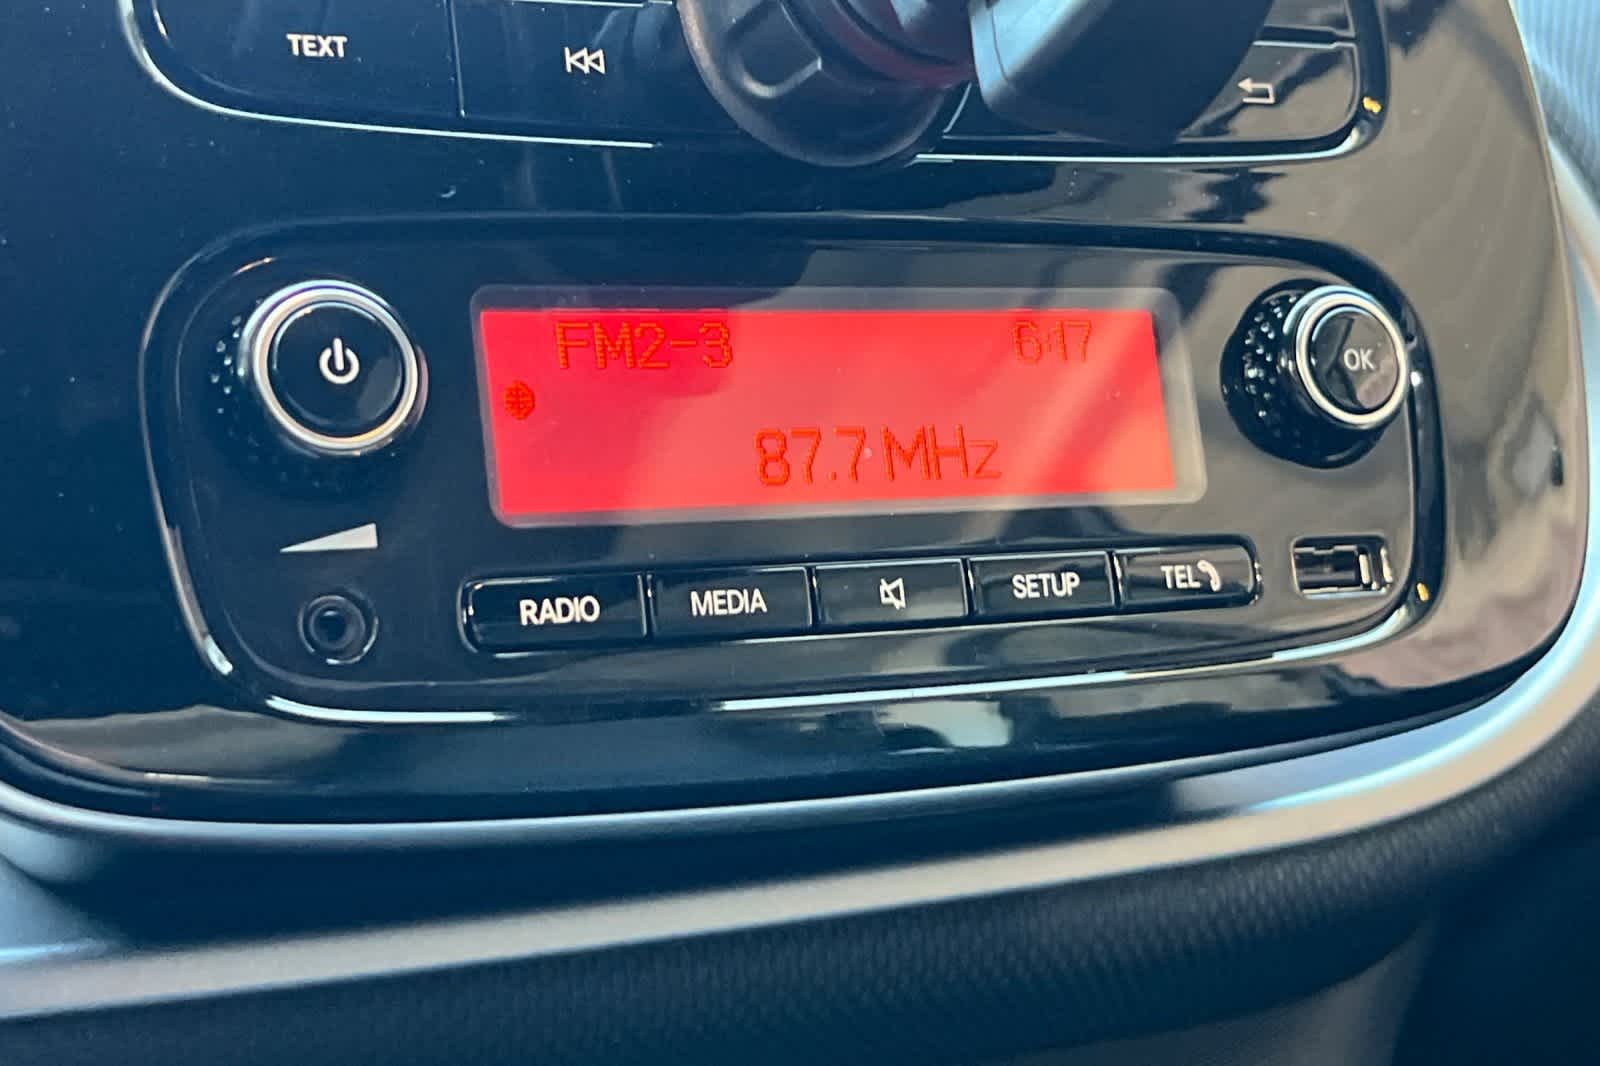 TEXT
FM2-3 6:17
87.7 MHz
OK
RADIO MEDIA SETUP TEL